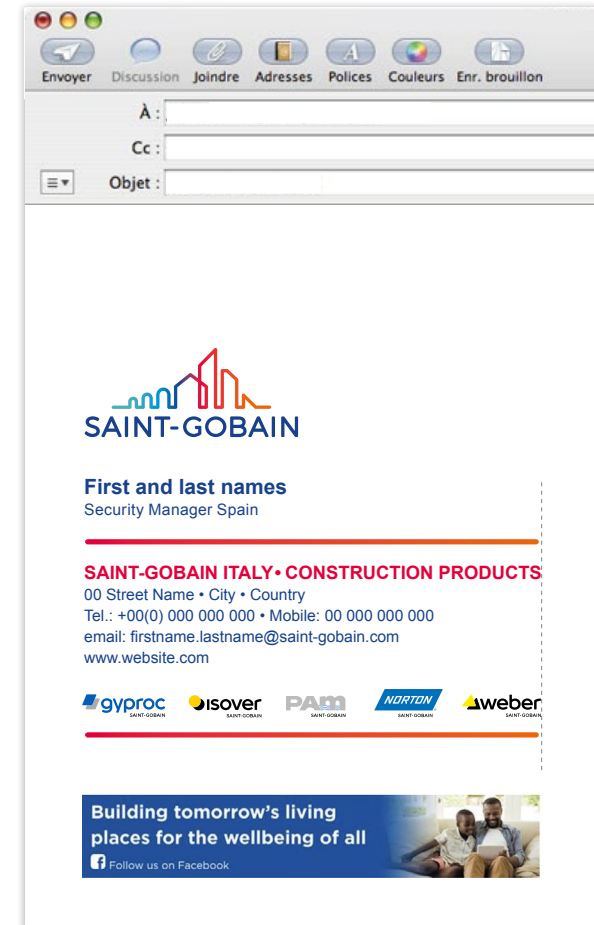 Envoyer Discussion Joindre Adresses Polices Couleurs Enr. brouillon
À :
Cc :
Objet :
SAINT-GOBAIN
First and last names
Security Manager Spain
SAINT-GOBAIN ITALY • CONSTRUCTION PRODUCTS
00 Street Name • City • Country
Tel.: +00(0) 000 000 000 • Mobile: 00 000 000 000
email: firstname.lastname@saint-gobain.com
www.website.com
gyproc isover PAM NORTON weber
SAINT-GOBAIN SAINT-GOBAIN SAINT-GOBAIN SAINT-GOBAIN SAINT-GOBAIN
Building tomorrow's living
places for the wellbeing of all
Follow us on Facebook